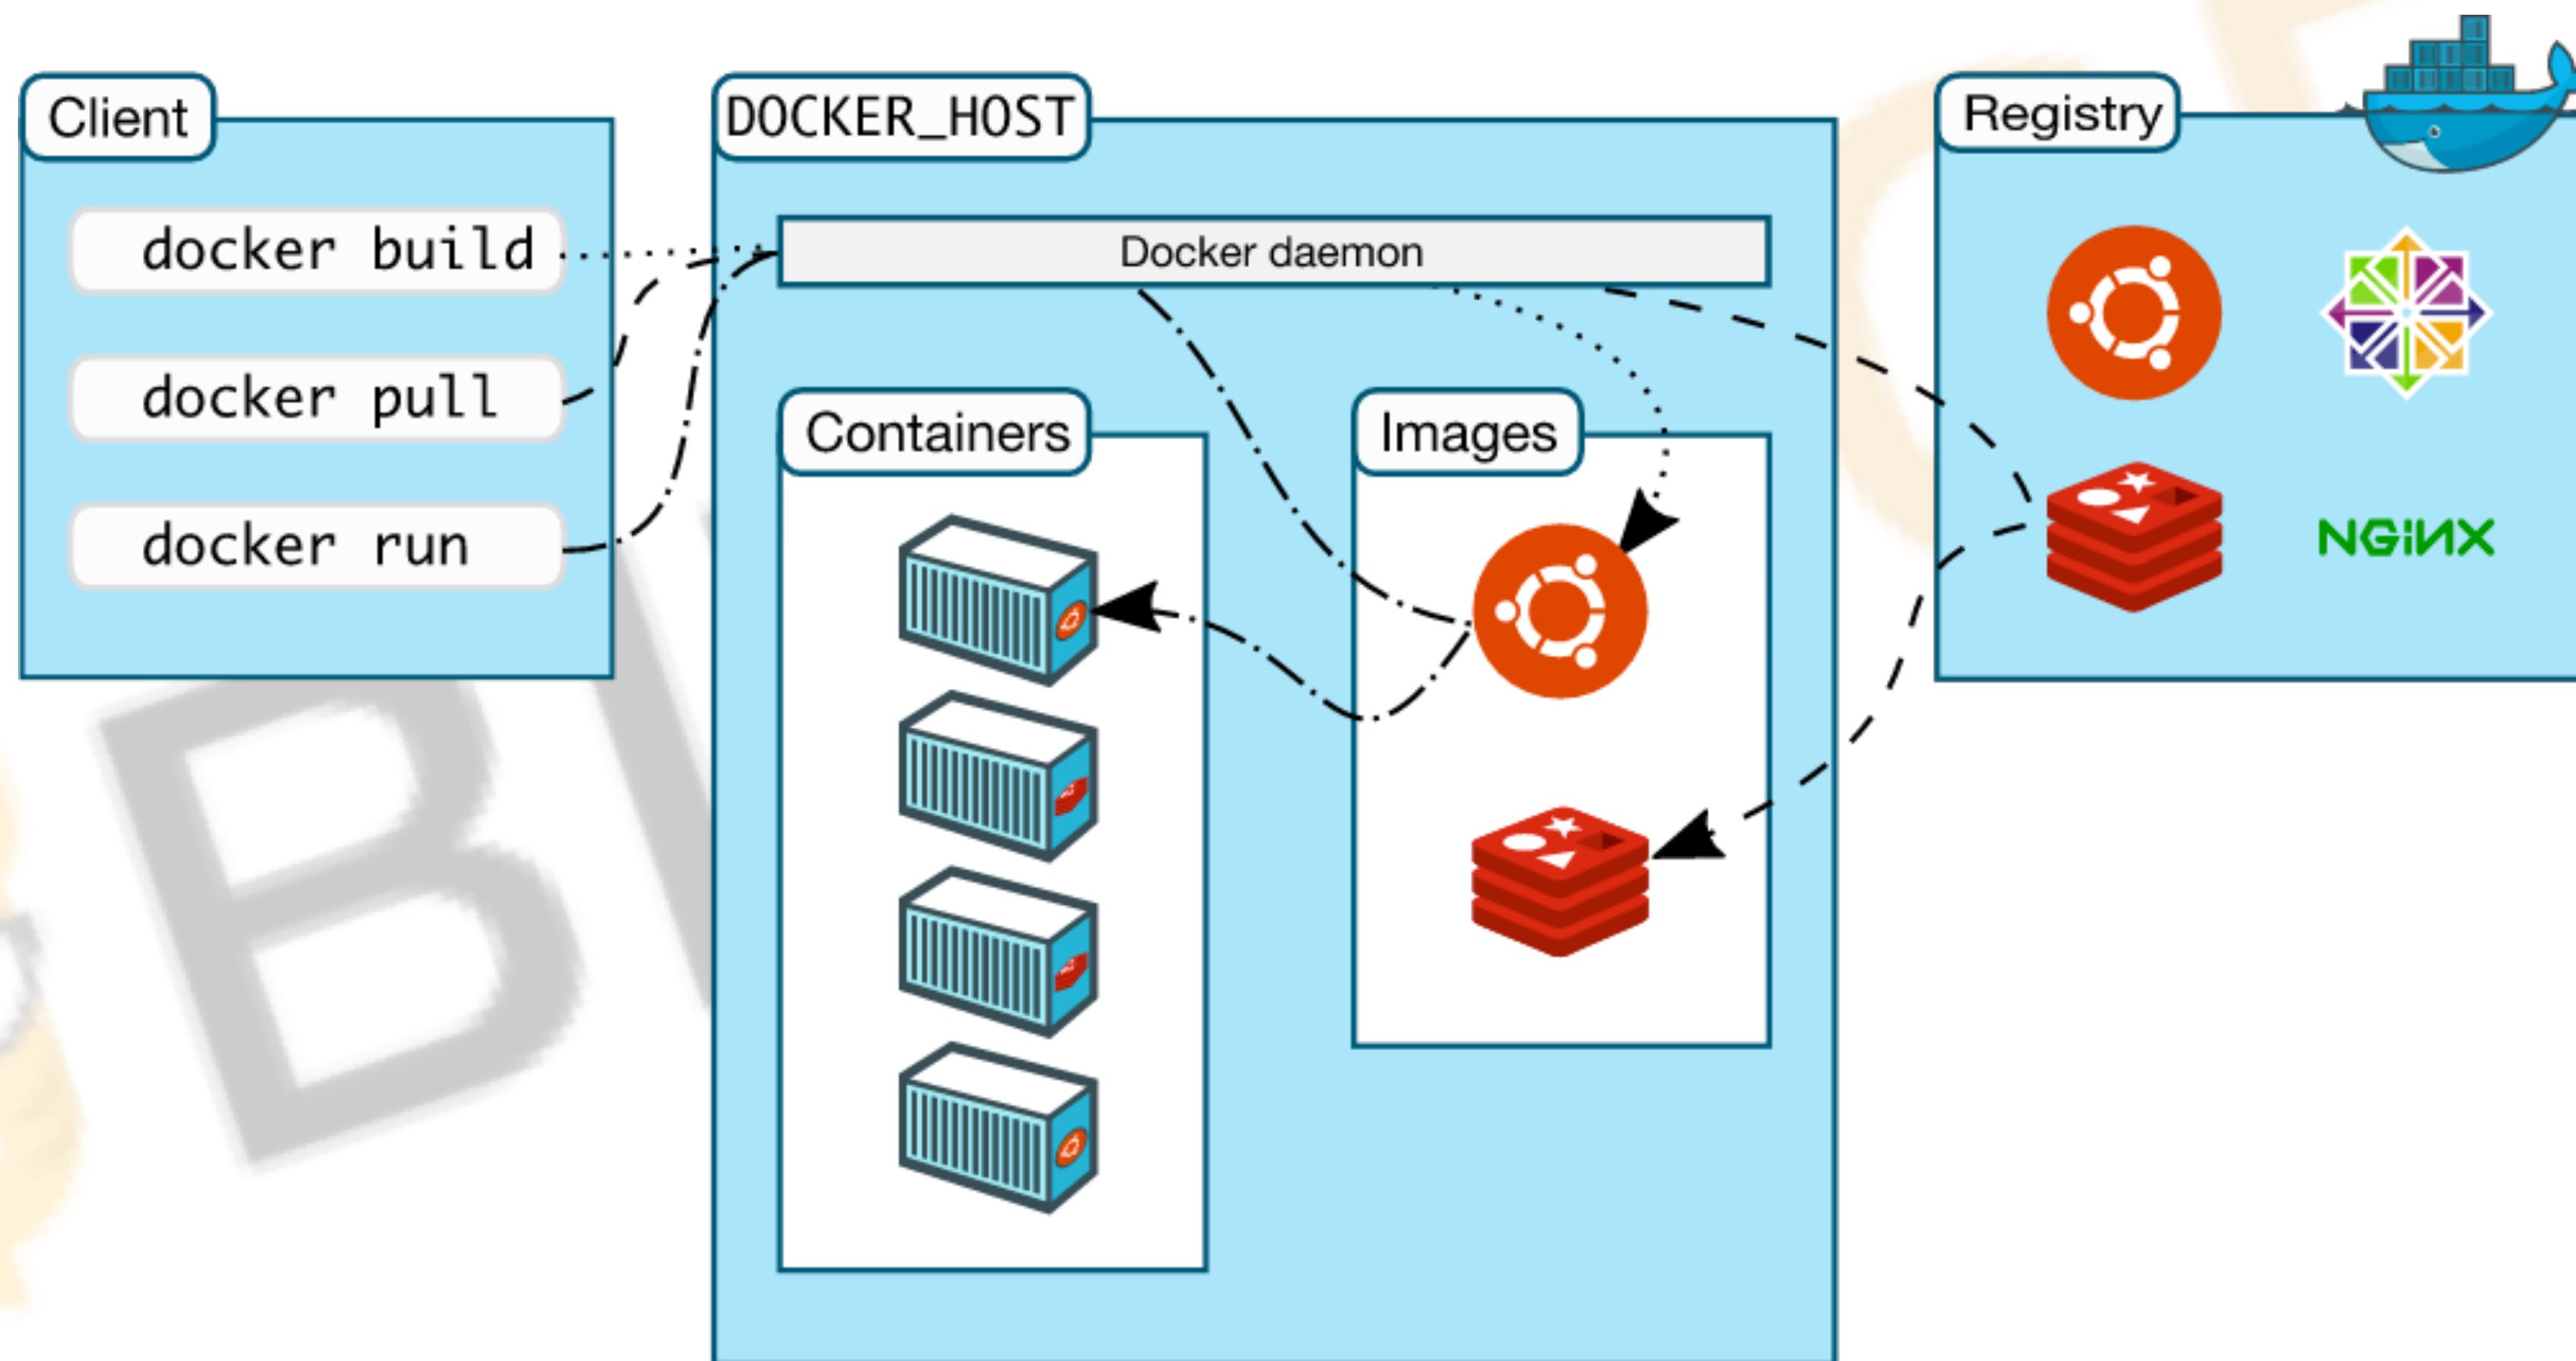 Client
docker build
docker pull
docker run
DOCKER_HOST
Docker daemon
Containers
Images
Registry
NGiNX